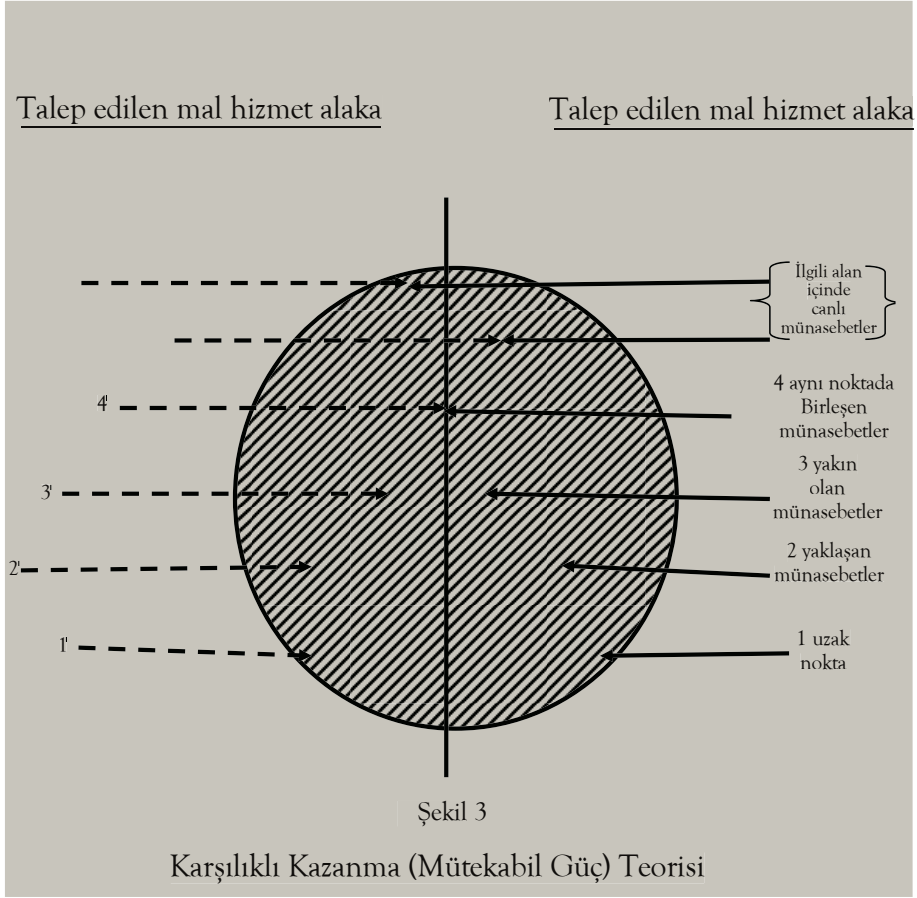 Talep edilen mal hizmet alaka
Talep edilen mal hizmet alaka
İlgili alan
içinde
canlı
münasebetler
4'
4 aynı noktada
Birleşen
münasebetler
3'
3 yakın
olan
münasebetler
2'
2 yaklaşan
münasebetler
1'
1 uzak
nokta
Şekil 3
Karşılıklı Kazanma (Mütekabil Güç) Teorisi